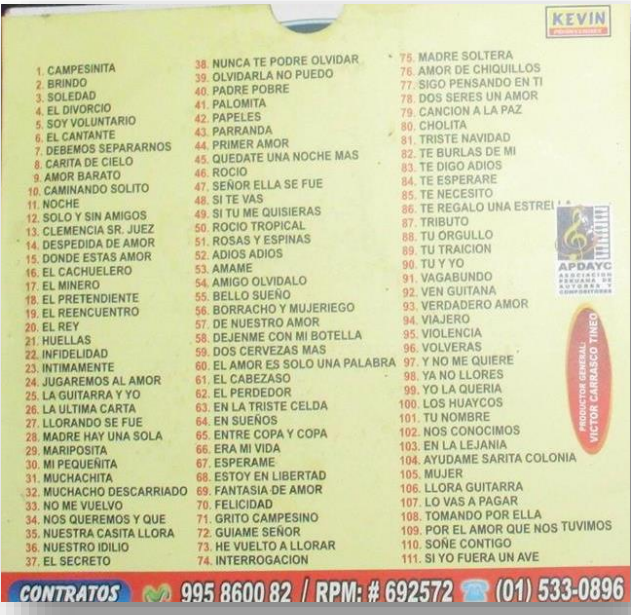 KEVIN
PRODUCCIONES
1. CAMPESINITA
2. BRINDO
3. SOLEDAD
4. EL DIVORCIO
5. SOY VOLUNTARIO
6. EL CANTANTE
7. DEBEMOS SEPARARNOS
8. CARITA DE CIELO
9. AMOR BARATO
10. CAMINANDO SOLITO
11. NOCHE
12. SOLO Y SIN AMIGOS
13. CLEMENCIA SR. JUEZ
14. DESPEDIDA DE AMOR
15. DONDE ESTAS AMOR
16. EL CACHUELERO
17. EL MINERO
18. EL PRETENDIENTE
19. EL REENCUENTRO
20. EL REY
21. HUELLAS
22. INFIDELIDAD
23. INTIMAMENTE
24. JUGAREMOS AL AMOR
25. LA GUITARRA Y YO
26. LA ULTIMA CARTA
27. LLORANDO SE FUE
28. MADRE HAY UNA SOLA
29. MARIPOSITA
30. MI PEQUEÑITA
31. MUCHACHITA
32. MUCHACHO DESCARRIADO
33. NO ME VUELVO
34. NOS QUEREMOS Y QUE
35. NUESTRA CASITA LLORA
36. NUESTRO IDILIO
37. EL SECRETO
38. NUNCA TE PODRE OLVIDAR
39. OLVIDARLA NO PUEDO
40. PADRE POBRE
41. PALOMITA
42. PAPELES
43. PARRANDA
44. PRIMER AMOR
45. QUEDATE UNA NOCHE MAS
46. ROCIO
47. SEÑOR ELLA SE FUE
48. SI TE VAS
49. SI TU ME QUISIERAS
50. ROCIO TROPICAL
51. ROSAS Y ESPINAS
52. ADIOS ADIOS
53. AMAME
54. AMIGO OLVIDALO
55. BELLO SUEÑO
56. BORRACHO Y MUJERIEGO
57. DE NUESTRO AMOR
58. DEJENME CON MI BOTELLA
59. DOS CERVEZAS MAS
60. EL AMOR ES SOLO UNA PALABRA
61. EL CABEZASO
62. EL PERDEDOR
63. EN LA TRISTE CELDA
64. EN SUEÑOS
65. ENTRE COPA Y COPA
66. ERA MI VIDA
67. ESPERAME
68. ESTOY EN LIBERTAD
69. FANTASIA DE AMOR
70. FELICIDAD
71. GRITO CAMPESINO
72. GUIAME SEÑOR
73. HE VUELTO A LLORAR
74. INTERROGACION
75. MADRE SOLTERA
76. AMOR DE CHIQUILLOS
77. SIGO PENSANDO EN TI
78. DOS SERES UN AMOR
79. CANCION A LA PAZ
80. CHOLITA
81. TRISTE NAVIDAD
82. TE BURLAS DE MI
83. TE DIGO ADIOS
84. TE ESPERARE
85. TE NECESITO
86. TE REGALO UNA ESTRELLA
87. TRIBUTO
88. TU ORGULLO
89. TU TRAICION
90. TU Y YO
91. VAGABUNDO
92. VEN GUITANA
93. VERDADERO AMOR
94. VIAJERO
95. VIOLENCIA
96. VOLVERAS
97. Y NO ME QUIERE
98. YA NO LLORES
99. YO LA QUERIA
100. LOS HUAYCOS
101. TU NOMBRE
102. NOS CONOCIMOS
103. EN LA LEJANIA
104. AYUDAME SARITA COLONIA
105. MUJER
106. LLORA GUITARRA
107. LO VAS A PAGAR
108. TOMANDO POR ELLA
109. POR EL AMOR QUE NOS TUVIMOS
110. SOÑE CONTIGO
111. SI YO FUERA UN AVE
APDAYC
ASOCIACION
PERUANA DE
AUTORES Y
COMPOSITORES
PRODUCTOR GENERAL:
VICTOR CARRASCO TINEO
CONTRATOS 995 8600 82 / RPM: # 692572 (01) 533-0896